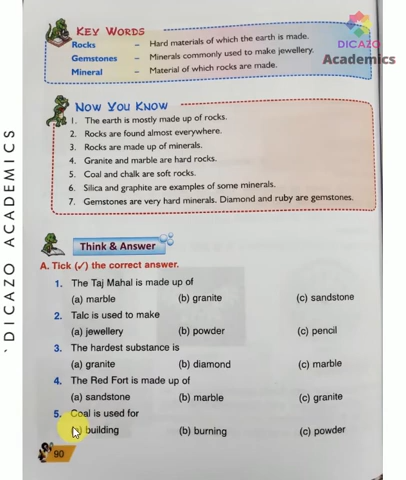 KEY WORDS
Rocks – Hard materials of which the earth is made.
Gemstones – Minerals commonly used to make jewellery.
Mineral – Material of which rocks are made.
DICAZO
Academics
NOW YOU KNOW
1. The earth is mostly made up of rocks.
2. Rocks are found almost everywhere.
3. Rocks are made up of minerals.
4. Granite and marble are hard rocks.
5. Coal and chalk are soft rocks.
6. Silica and graphite are examples of some minerals.
7. Gemstones are very hard minerals. Diamond and ruby are gemstones.
Think & Answer
A. Tick (✓) the correct answer.
1. The Taj Mahal is made up of
(a) marble (b) granite (c) sandstone
2. Talc is used to make
(a) jewellery (b) powder (c) pencil
3. The hardest substance is
(a) granite (b) diamond (c) marble
4. The Red Fort is made up of
(a) sandstone (b) marble (c) granite
5. Coal is used for
(a) building (b) burning (c) powder
90
`DICAZO ACADEMICS